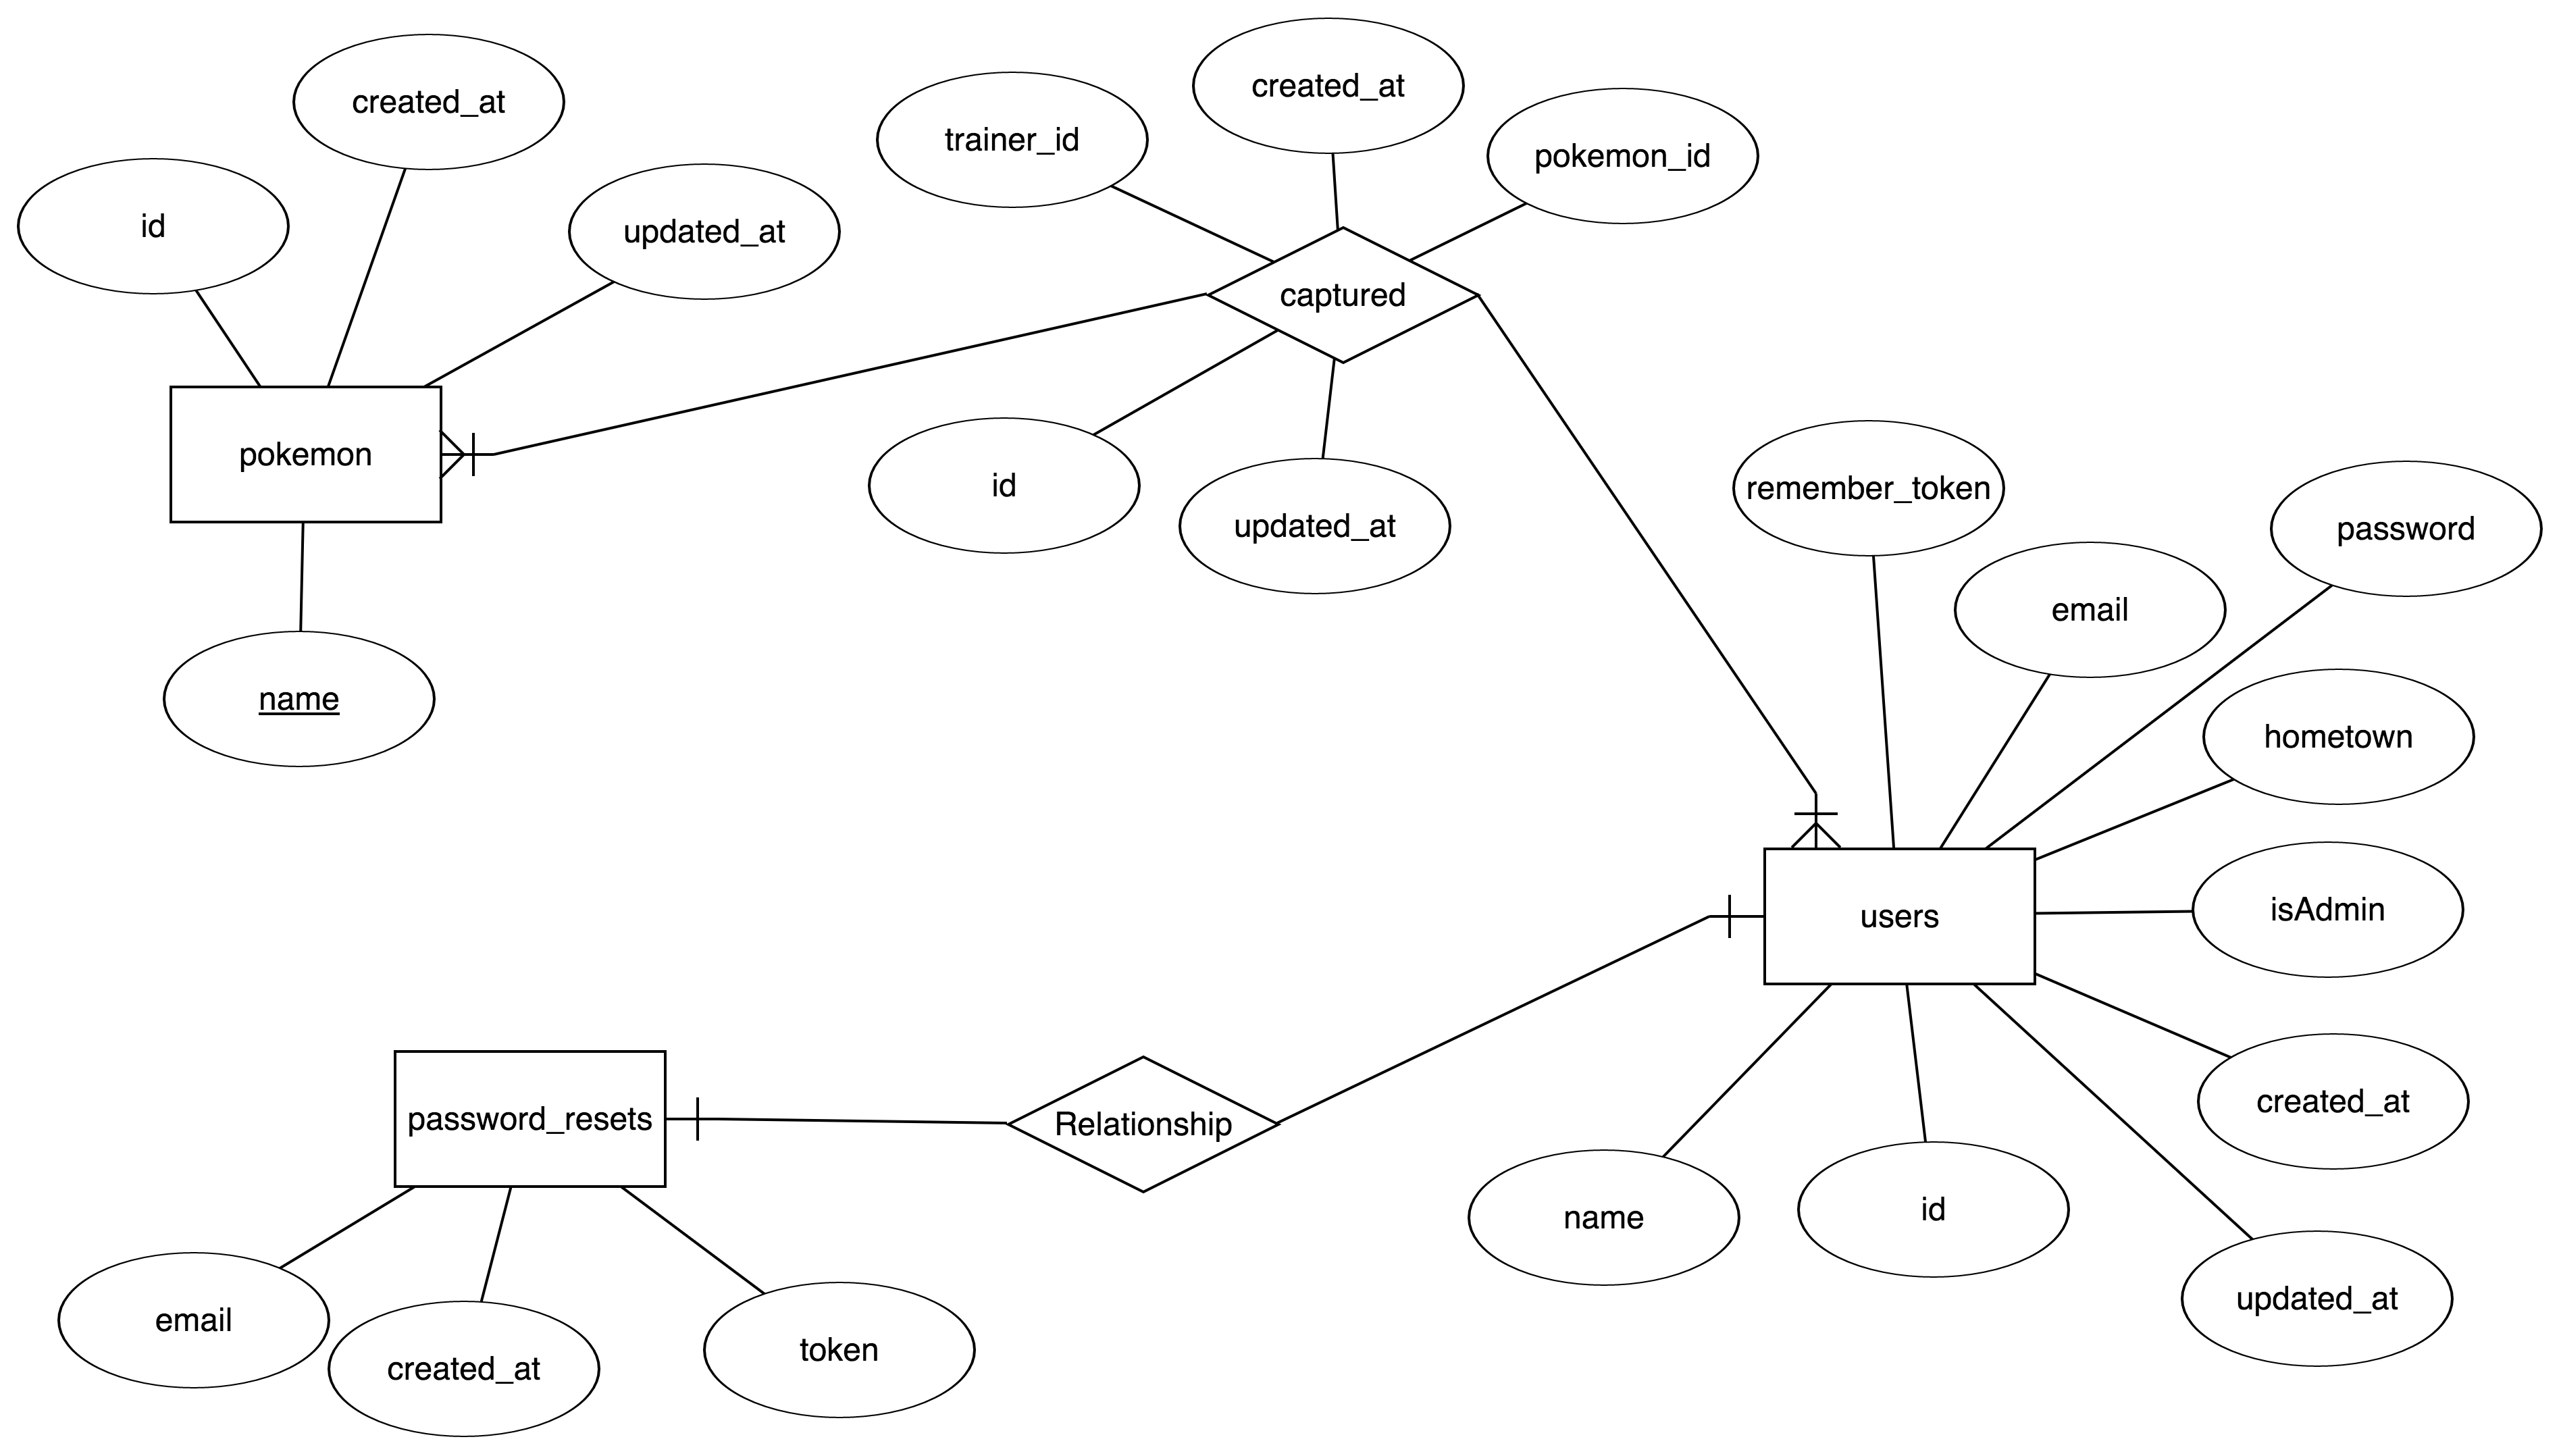 created_at
id
updated_at
pokemon
name
trainer_id
created_at
pokemon_id
captured
id
updated_at
remember_token
password
email
hometown
users
isAdmin
created_at
name
id
updated_at
password_resets
Relationship
email
created_at
token